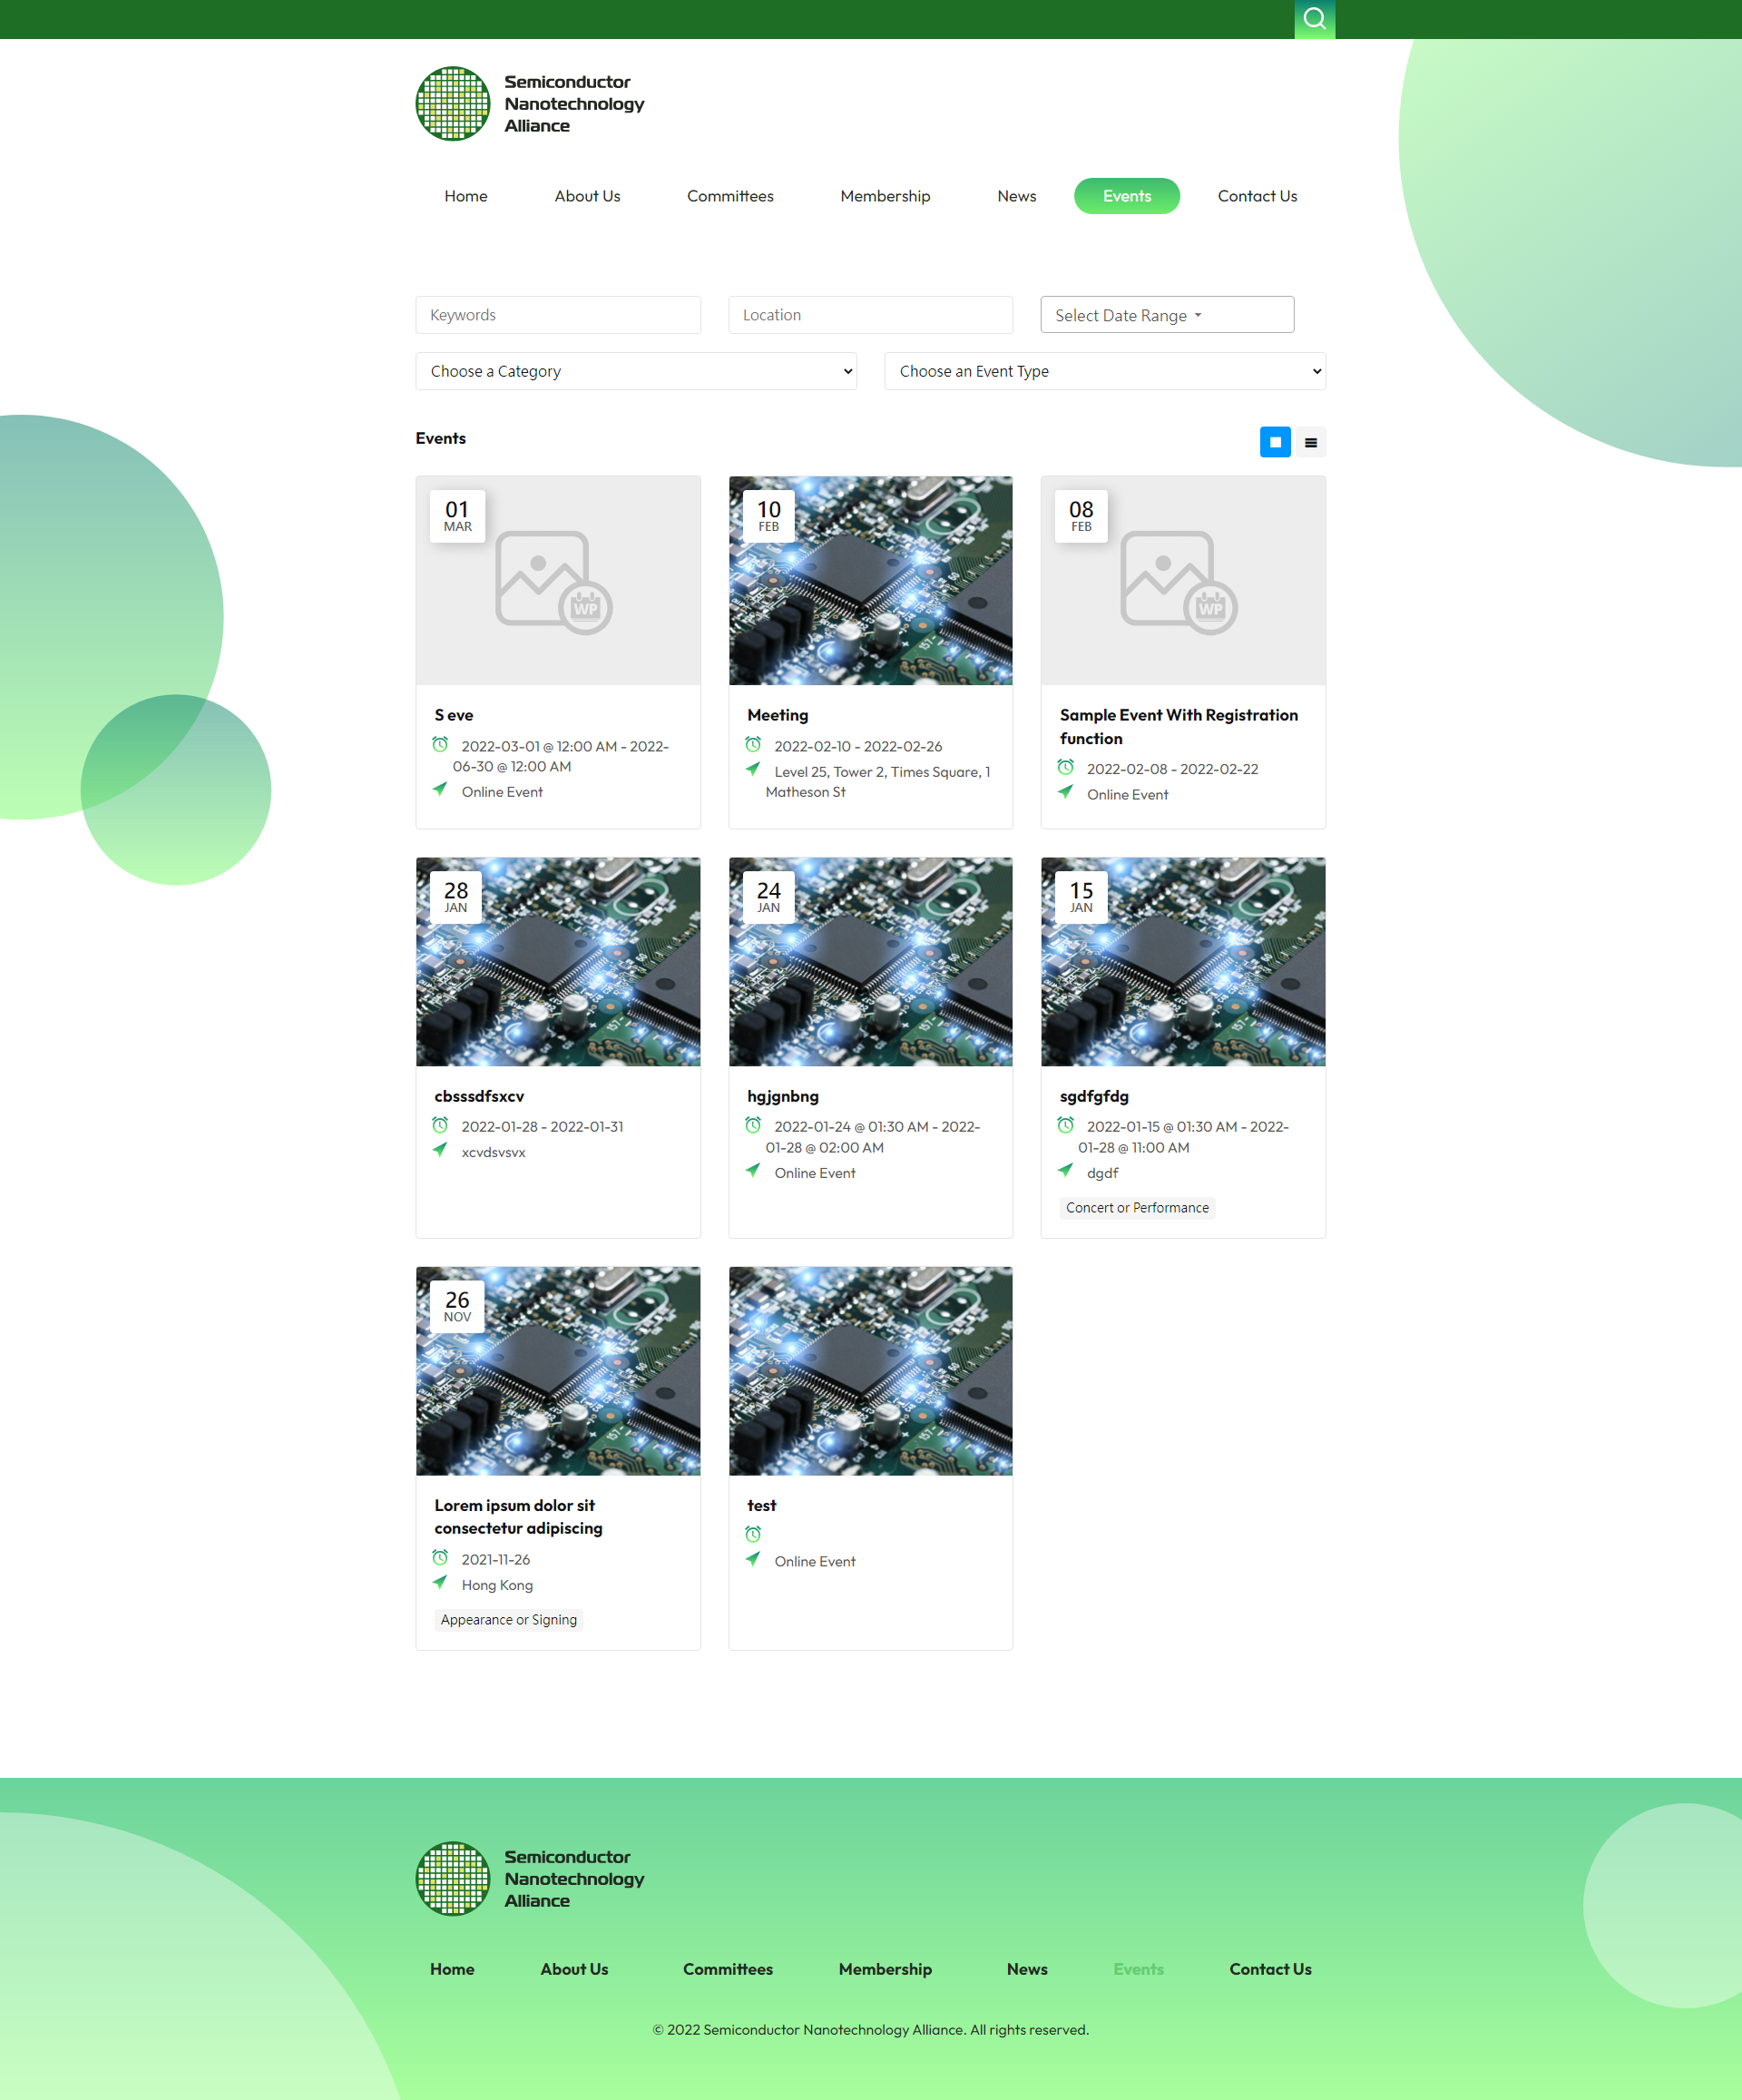 Semiconductor
Nanotechnology
Alliance
Home About Us Committees Membership News Events Contact Us
Keywords Location Select Date Range
Choose a Category Choose an Event Type
Events
01
MAR
WP
S eve
2022-03-01 @ 12:00 AM - 2022-
06-30 @ 12:00 AM
Online Event
10
FEB
Meeting
2022-02-10 - 2022-02-26
Level 25, Tower 2, Times Square, 1
Matheson St
08
FEB
WP
Sample Event With Registration
function
2022-02-08 - 2022-02-22
Online Event
28
JAN
cbsssdfsxcv
2022-01-28 - 2022-01-31
xcvdsvsvx
24
JAN
hgjgnbng
2022-01-24 @ 01:30 AM - 2022-
01-28 @ 02:00 AM
Online Event
15
JAN
sgdfgfdg
2022-01-15 @ 01:30 AM - 2022-
01-28 @ 11:00 AM
dgdf
Concert or Performance
26
NOV
Lorem ipsum dolor sit
consectetur adipiscing
2021-11-26
Hong Kong
Appearance or Signing
test
Online Event
Semiconductor
Nanotechnology
Alliance
Home About Us Committees Membership News Events Contact Us
© 2022 Semiconductor Nanotechnology Alliance. All rights reserved.